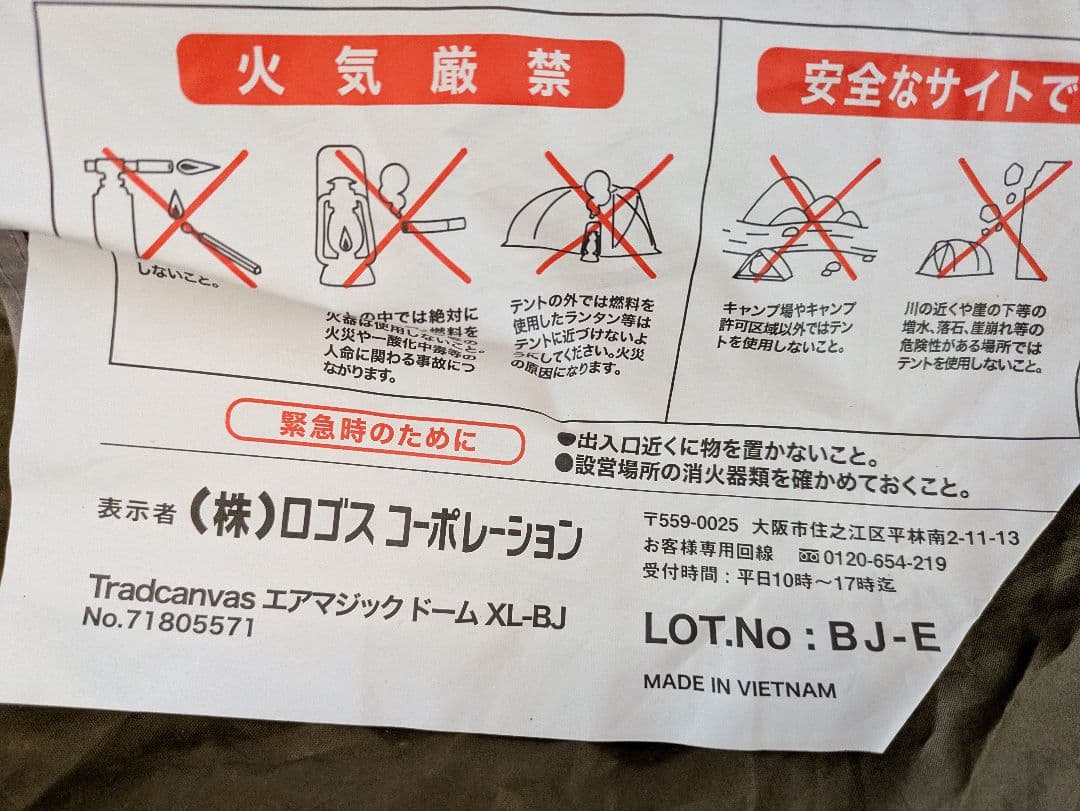 火気厳禁
しないこと。
の中では絶対に
火災や一酸化中毒等の
人命に関わる事故につ
ながります。
テントの外では燃料を
使用したランタン等は
テントに近づけないよ
うにしてください。火災
の原因になります。
安全なサイトで
キャンプ場やキャンプ
許可区域以外ではテン
トを使用しないこと。
川の近くや崖の下等の
増水、落石、崖崩れ等の
危険性がある場所では
テントを使用しないこと。
緊急時のために
●出入口近くに物を置かないこと。
●設営場所の消火器類を確かめておくこと。
表示者 (株)ロゴス コーポレーション
〒559-0025 大阪市住之江区平林南2-11-13
お客様専用回線 0120-654-219
受付時間：平日10時〜17時迄
Tradcanvas エアマジック ドーム XL-BJ
No.71805571
LOT.No : BJ-E
MADE IN VIETNAM